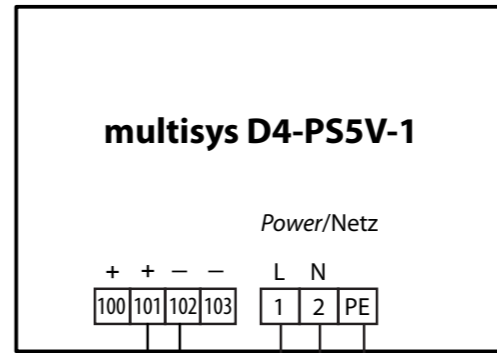 multisys D4-PS5V-1
Power/Netz
+ + – – L N
100 101 102 103 1 2 PE